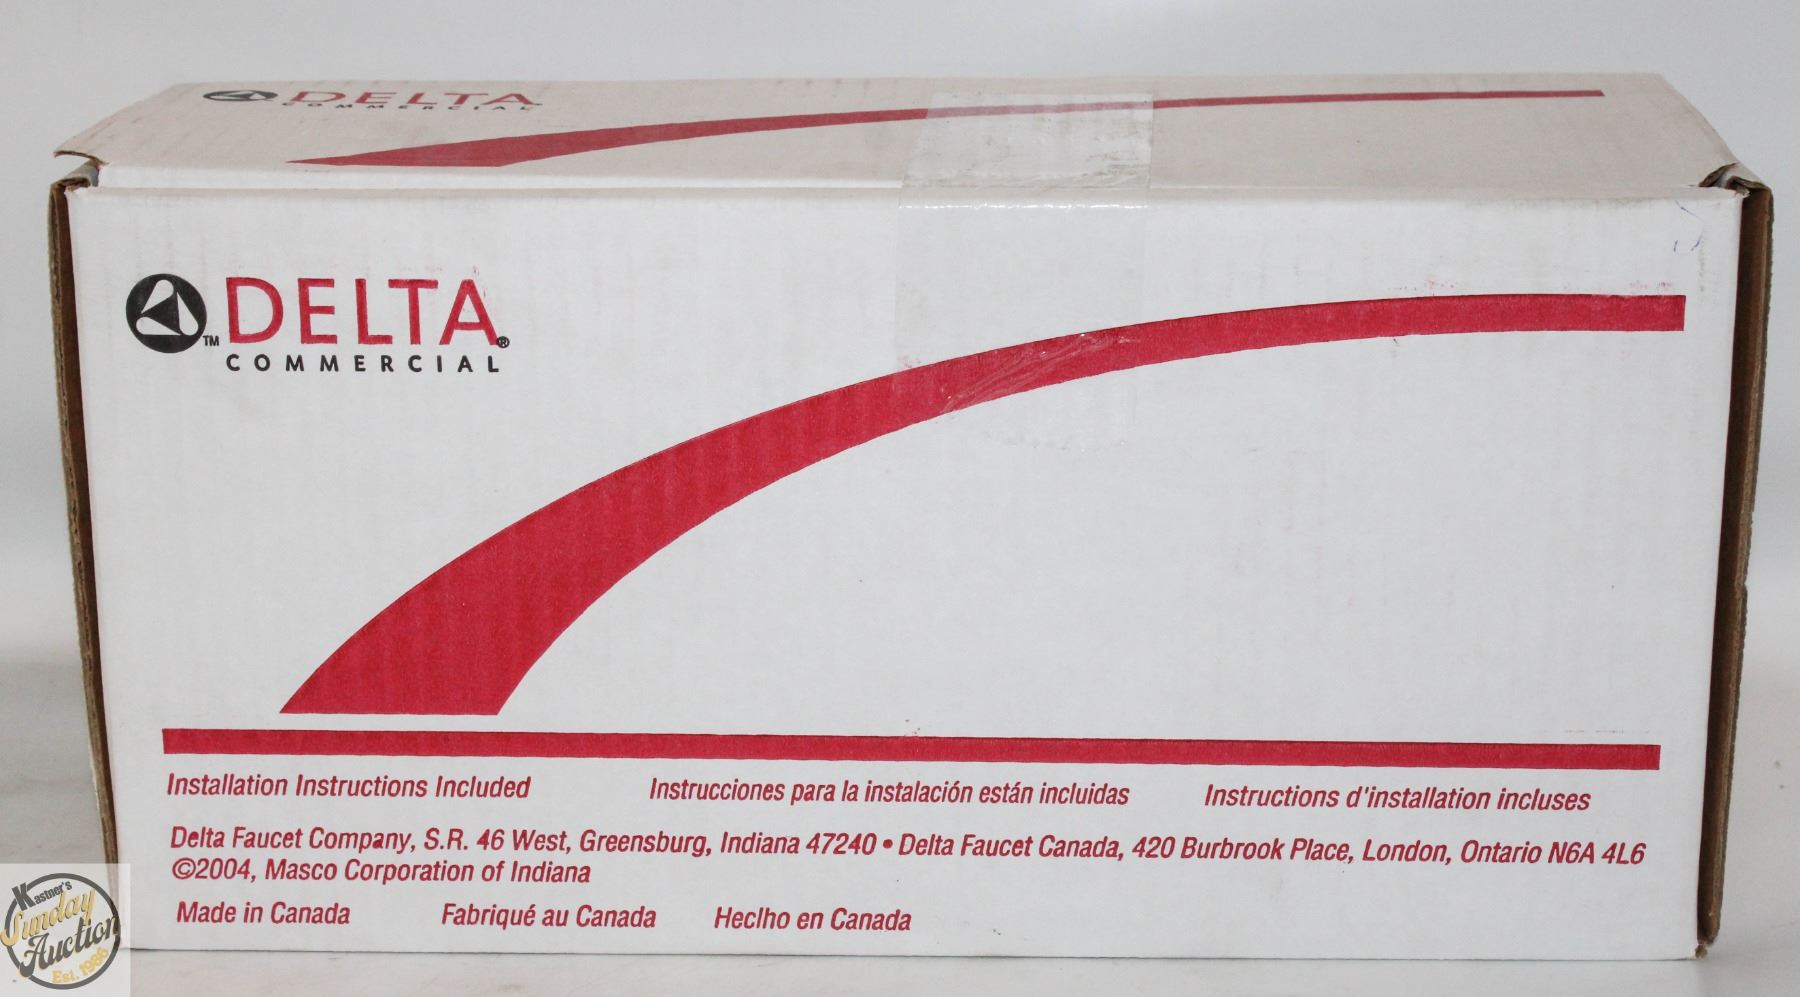 DELTA
COMMERCIAL
™ DELTA®
COMMERCIAL
Installation Instructions Included Instrucciones para la instalación están incluidas Instructions d'installation incluses
Delta Faucet Company, S.R. 46 West, Greensburg, Indiana 47240 • Delta Faucet Canada, 420 Burbrook Place, London, Ontario N6A 4L6
©2004, Masco Corporation of Indiana
Made in Canada Fabriqué au Canada Heclho en Canada
Kastner's
Sunday
Auction
Est. 1986